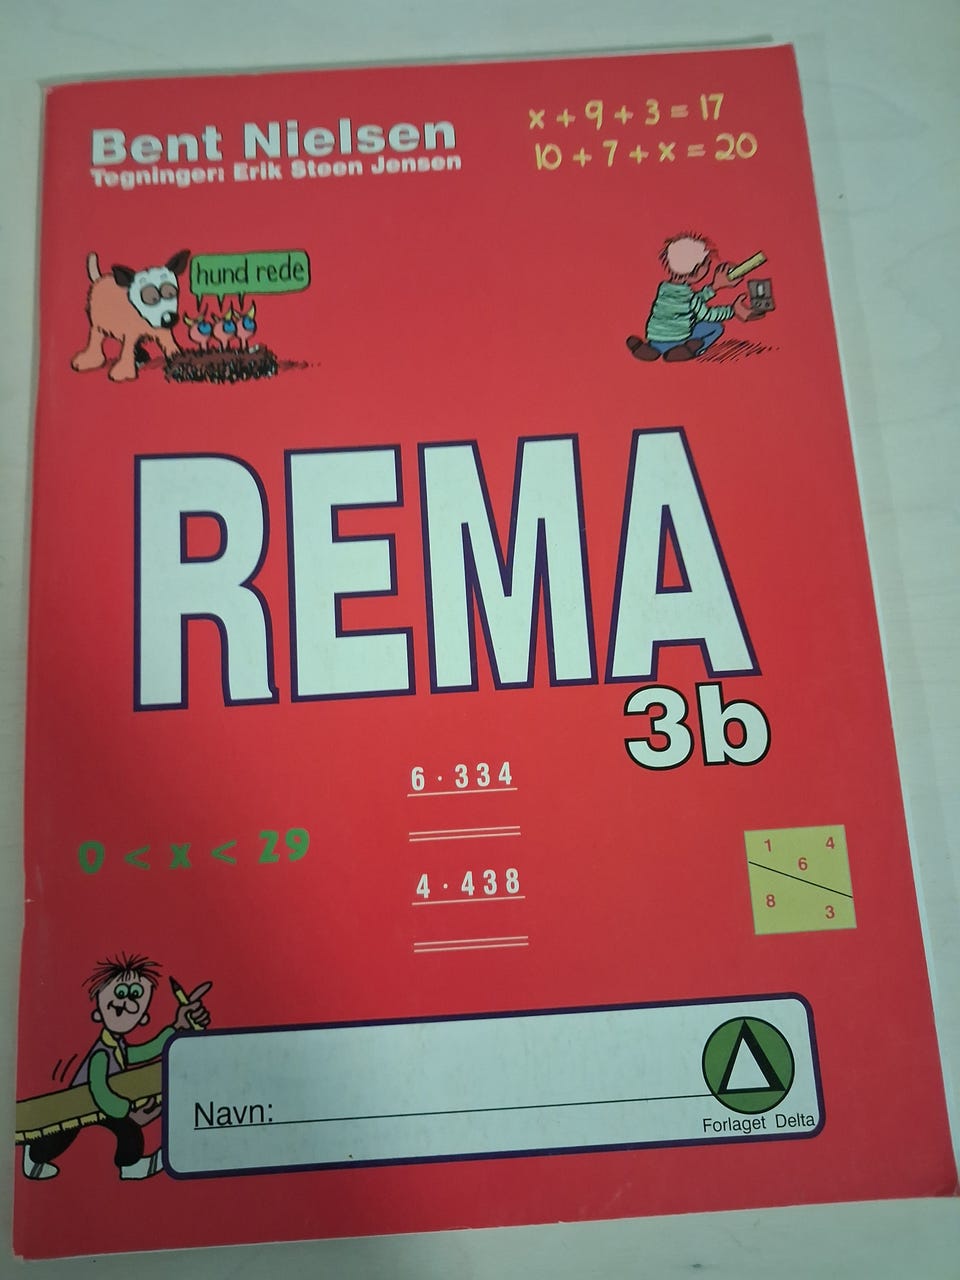 Bent Nielsen
Tegninger: Erik Steen Jensen
x + 9 + 3 = 17
10 + 7 + x = 20
hund rede
REMA
3b
6 · 334
0 < x < 29
4 · 438
1 4
6
8
3
Navn:
Forlaget Delta